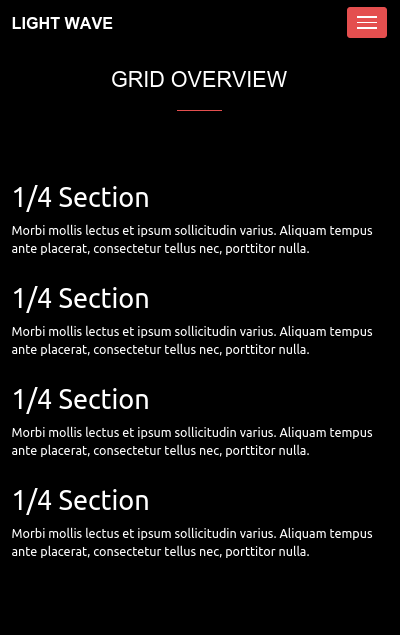 LIGHT WAVE
GRID OVERVIEW
1/4 Section
Morbi mollis lectus et ipsum sollicitudin varius. Aliquam tempus
ante placerat, consectetur tellus nec, porttitor nulla.
1/4 Section
Morbi mollis lectus et ipsum sollicitudin varius. Aliquam tempus
ante placerat, consectetur tellus nec, porttitor nulla.
1/4 Section
Morbi mollis lectus et ipsum sollicitudin varius. Aliquam tempus
ante placerat, consectetur tellus nec, porttitor nulla.
1/4 Section
Morbi mollis lectus et ipsum sollicitudin varius. Aliquam tempus
ante placerat, consectetur tellus nec, porttitor nulla.